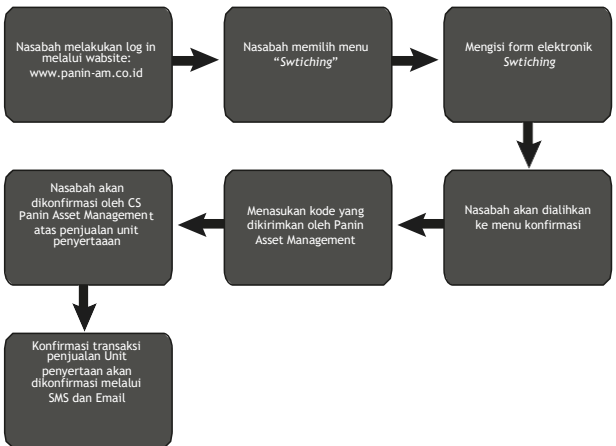 Nasabah melakukan log in
melalui wabsite:
www.panin-am.co.id
Nasabah memilih menu
“Swtiching”
Mengisi form elektronik
Swtiching
Nasabah akan dialihkan
ke menu konfirmasi
Menasukan kode yang
dikirimkan oleh Panin
Asset Management
Nasabah akan
dikonfirmasi oleh CS
Panin Asset Management
atas penjualan unit
penyertaaan
Konfirmasi transaksi
penjualan Unit
penyertaan akan
dikonfirmasi melalui
SMS dan Email